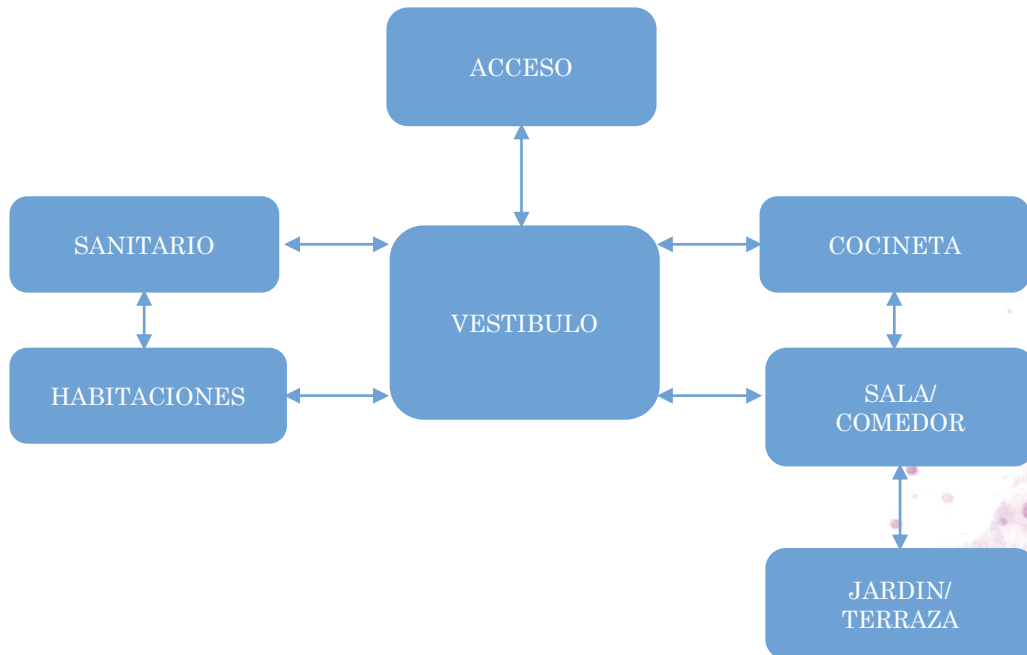 ACCESO
SANITARIO
COCINETA
VESTIBULO
HABITACIONES
SALA/
COMEDOR
JARDIN/
TERRAZA